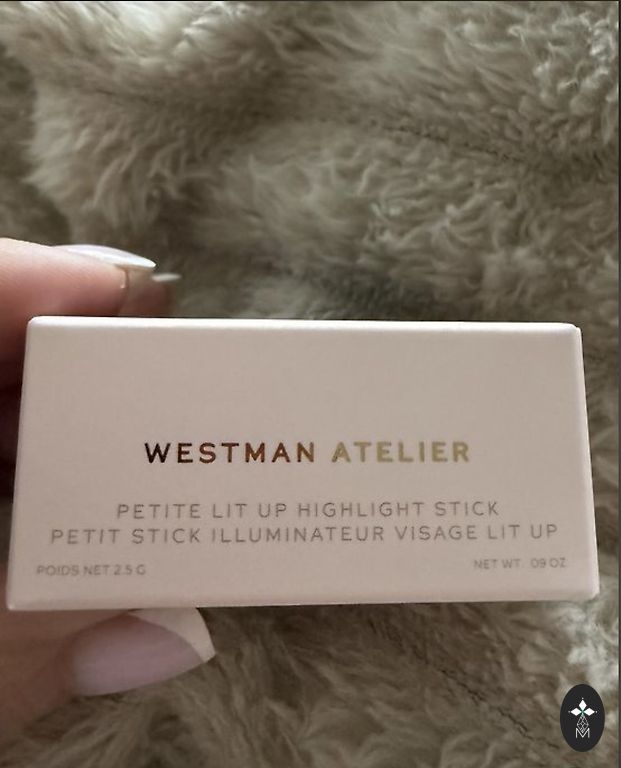 WESTMAN ATELIER
PETITE LIT UP HIGHLIGHT STICK
PETIT STICK ILLUMINATEUR VISAGE LIT UP
POIDS NET 2.5 G
NET WT. .09 OZ
M